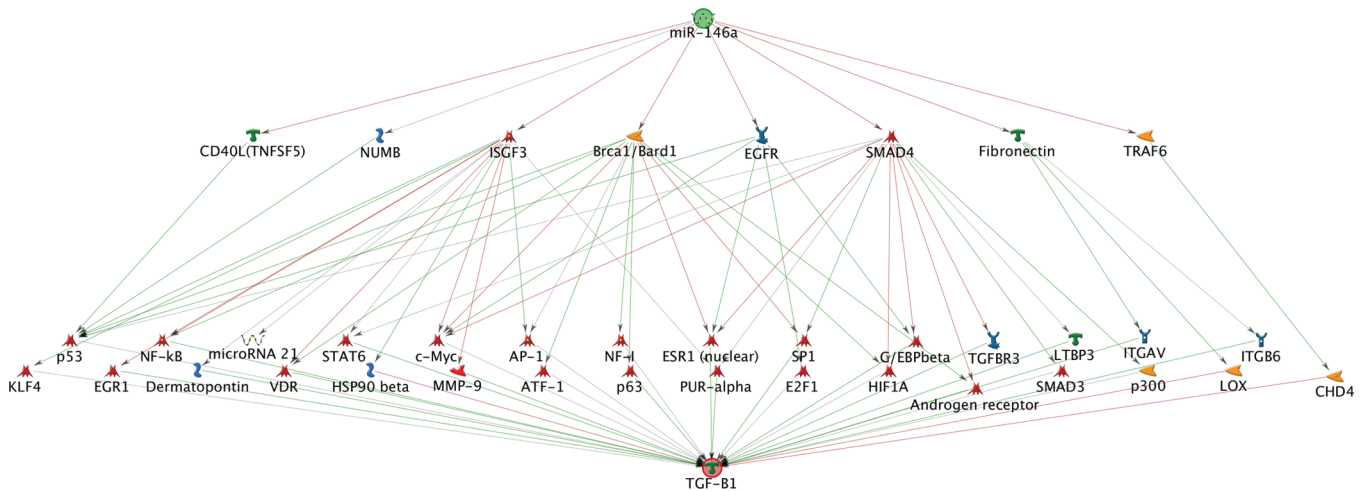 miR-146a
CD40L(TNFSF5)
NUMB
ISGF3
Brca1/Bard1
EGFR
SMAD4
Fibronectin
TRAF6
p53
NF-kB
microRNA 21
STAT6
c-Myc
AP-1
NF-I
ESR1 (nuclear)
SP1
G/EBPbeta
TGFBR3
LTBP3
ITGAV
ITGB6
KLF4
EGR1
Dermatopontin
VDR
HSP90 beta
MMP-9
ATF-1
p63
PUR-alpha
E2F1
HIF1A
Androgen receptor
SMAD3
p300
LOX
CHD4
TGF-B1